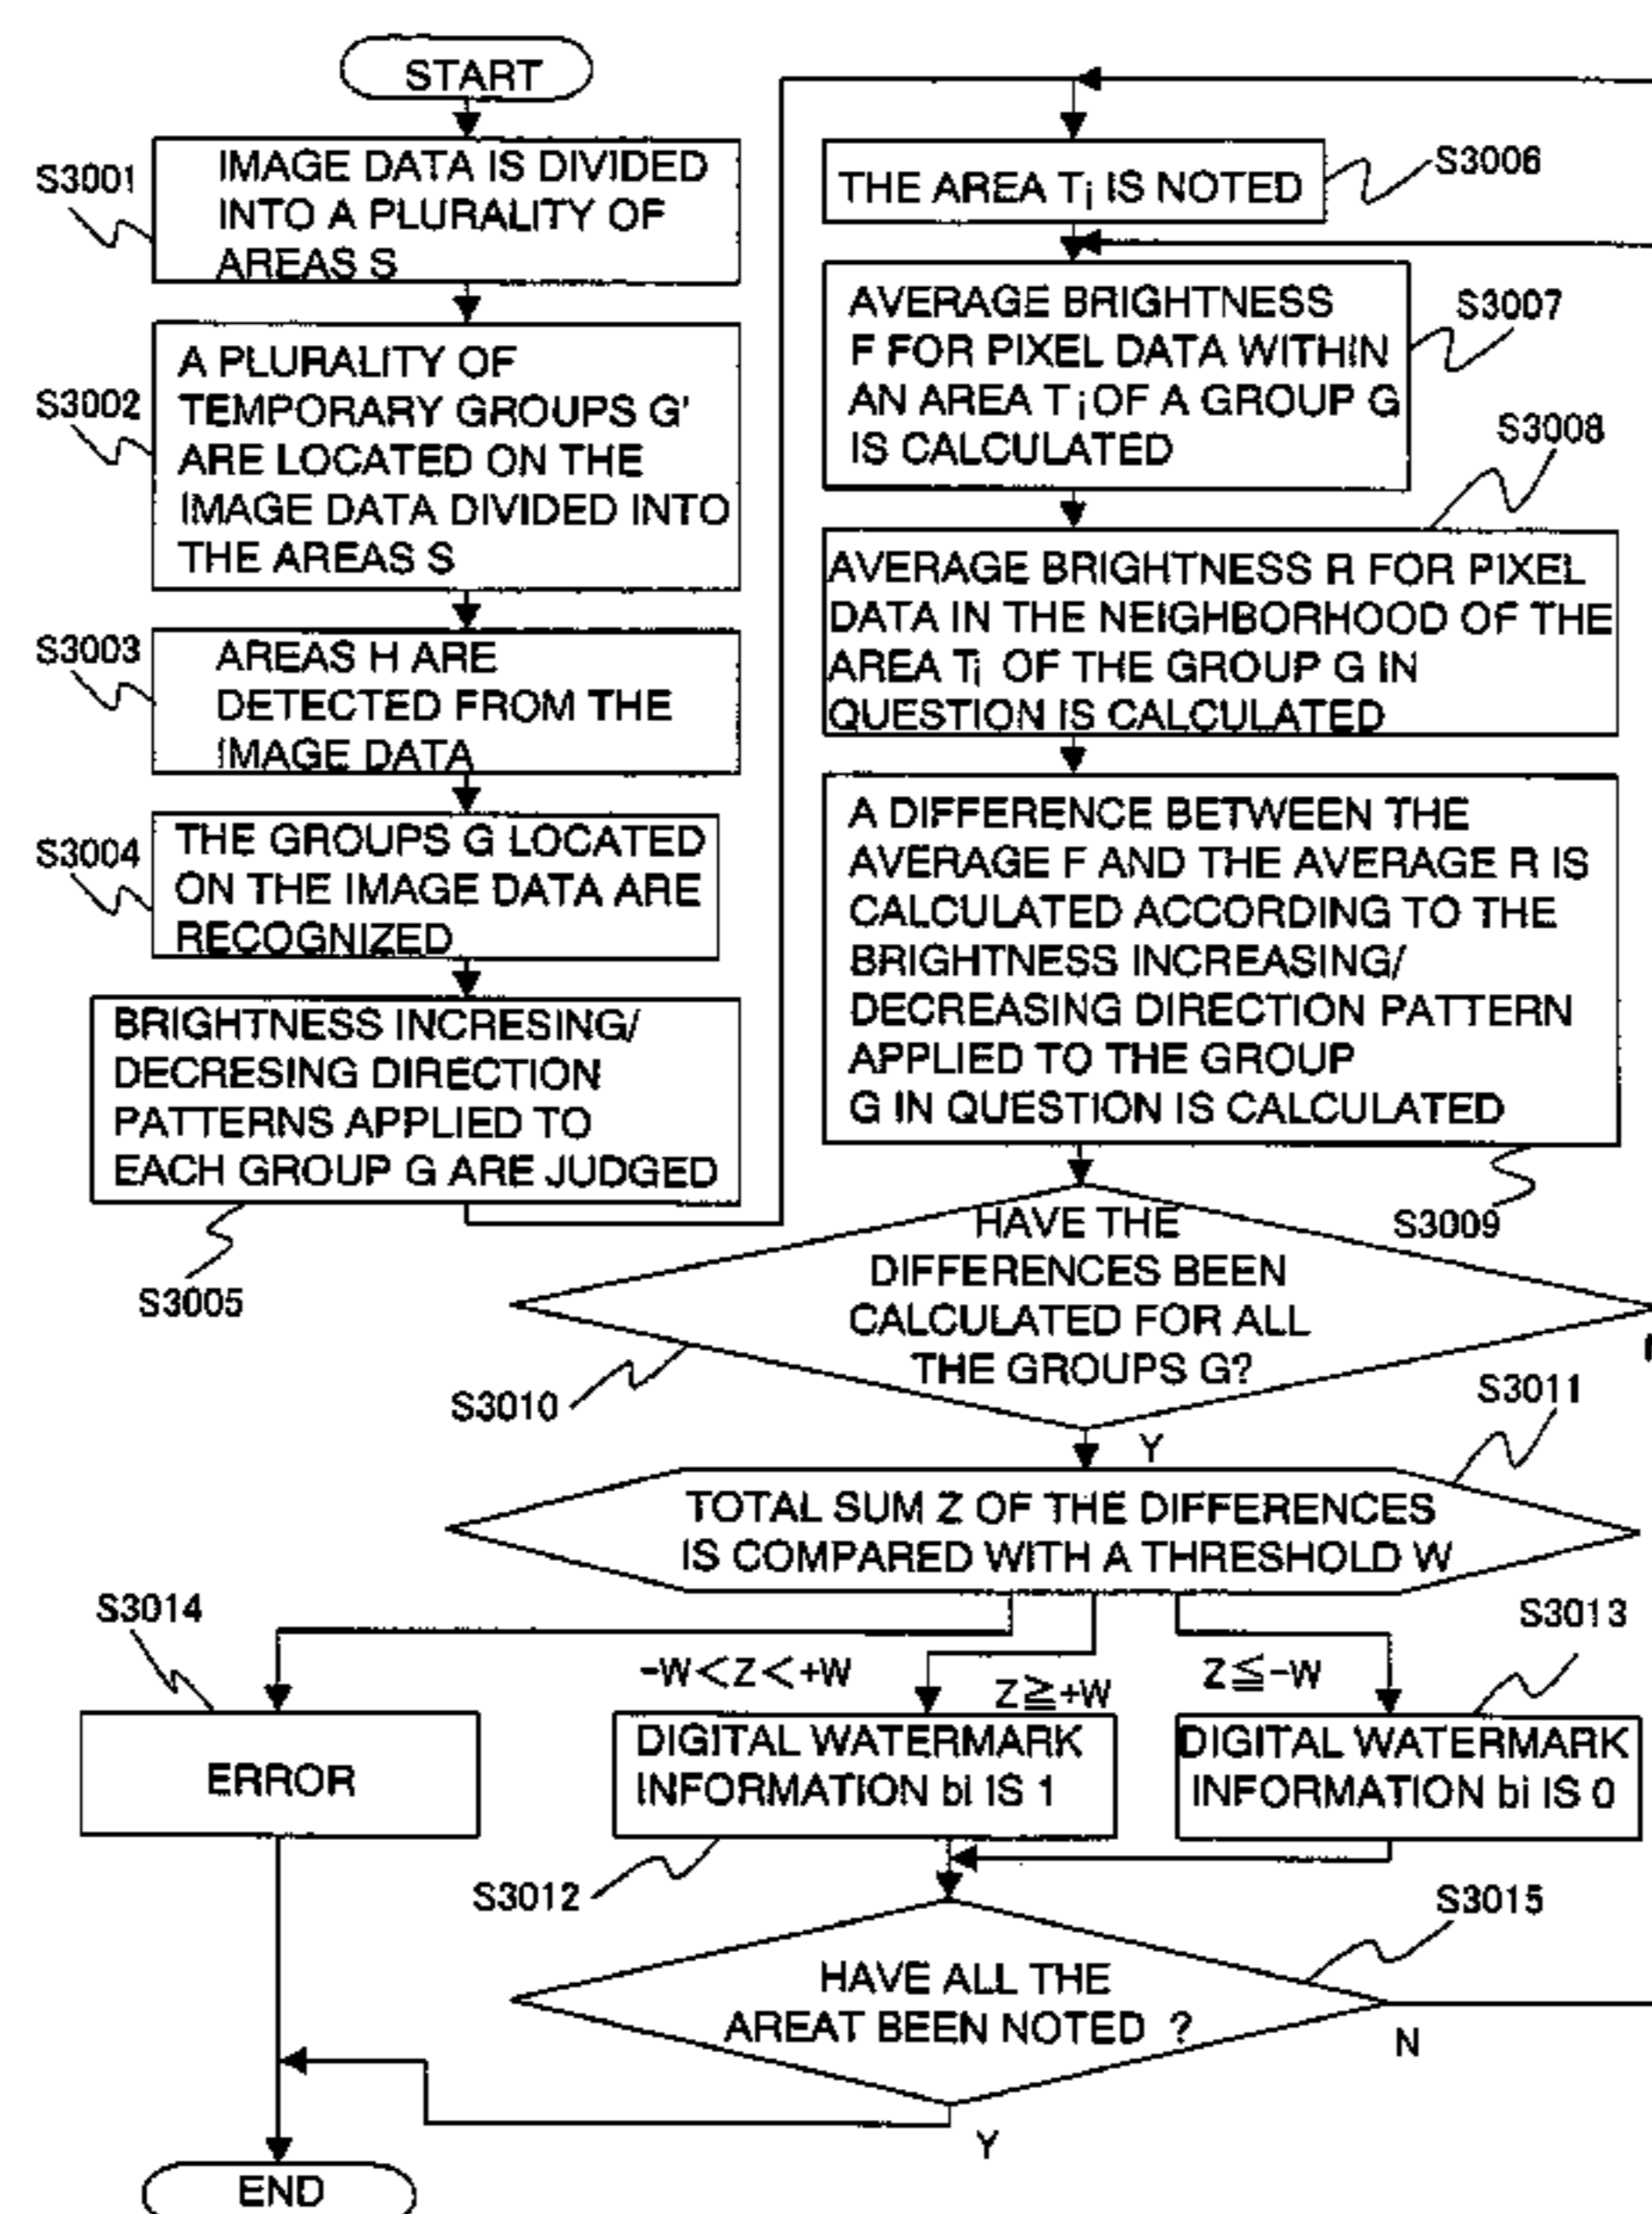 START
S3001
IMAGE DATA IS DIVIDED
INTO A PLURALITY OF
AREAS S
S3002
A PLURALITY OF
TEMPORARY GROUPS G'
ARE LOCATED ON THE
IMAGE DATA DIVIDED INTO
THE AREAS S
S3003
AREAS H ARE
DETECTED FROM THE
IMAGE DATA
S3004
THE GROUPS G LOCATED
ON THE IMAGE DATA ARE
RECOGNIZED
BRIGHTNESS INCRESING/
DECRESING DIRECTION
PATTERNS APPLIED TO
EACH GROUP G ARE JUDGED
S3005
THE AREA Ti IS NOTED
S3006
AVERAGE BRIGHTNESS
F FOR PIXEL DATA WITHIN
AN AREA Ti OF A GROUP G
IS CALCULATED
S3007
S3008
AVERAGE BRIGHTNESS R FOR PIXEL
DATA IN THE NEIGHBORHOOD OF THE
AREA Ti OF THE GROUP G IN
QUESTION IS CALCULATED
A DIFFERENCE BETWEEN THE
AVERAGE F AND THE AVERAGE R IS
CALCULATED ACCORDING TO THE
BRIGHTNESS INCREASING/
DECREASING DIRECTION PATTERN
APPLIED TO THE GROUP
G IN QUESTION IS CALCULATED
S3009
HAVE THE
DIFFERENCES BEEN
CALCULATED FOR ALL
THE GROUPS G?
S3010
Y
S3011
TOTAL SUM Z OF THE DIFFERENCES
IS COMPARED WITH A THRESHOLD W
S3014
-W<Z<+W
Z≧+W
Z≦-W
S3013
ERROR
DIGITAL WATERMARK
INFORMATION bi IS 1
DIGITAL WATERMARK
INFORMATION bi IS 0
S3012
S3015
HAVE ALL THE
AREAT BEEN NOTED ?
N
Y
END